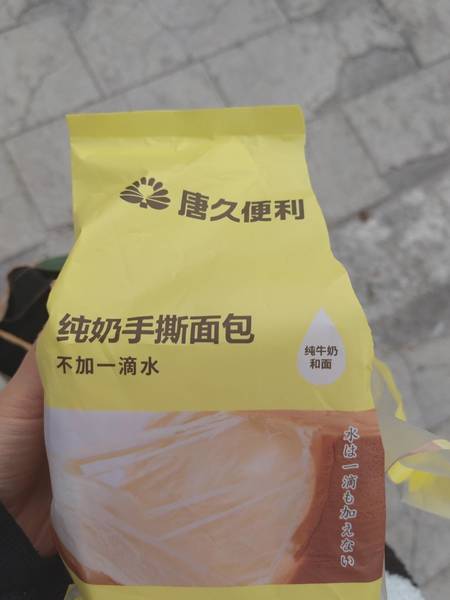 唐久便利
纯奶手撕面包
不加一滴水
纯牛奶
和面
水は一滴も加えない